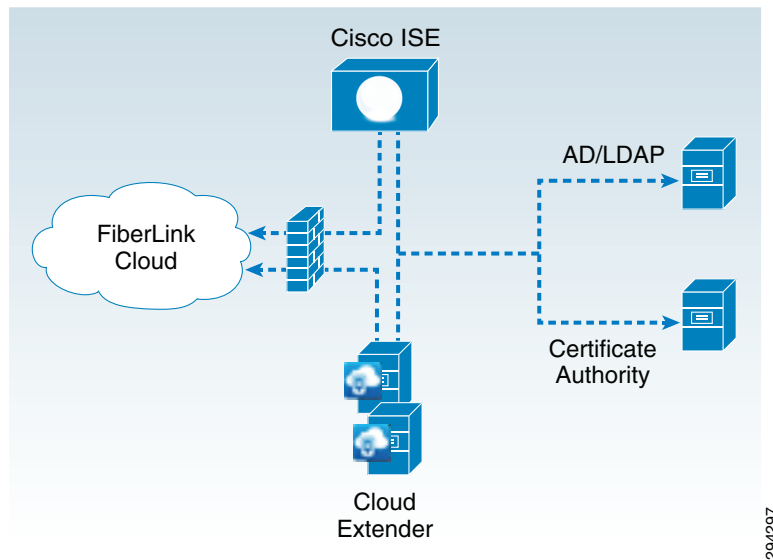 Cisco ISE
AD/LDAP
FiberLink
Cloud
Certificate
Authority
Cloud
Extender
294297